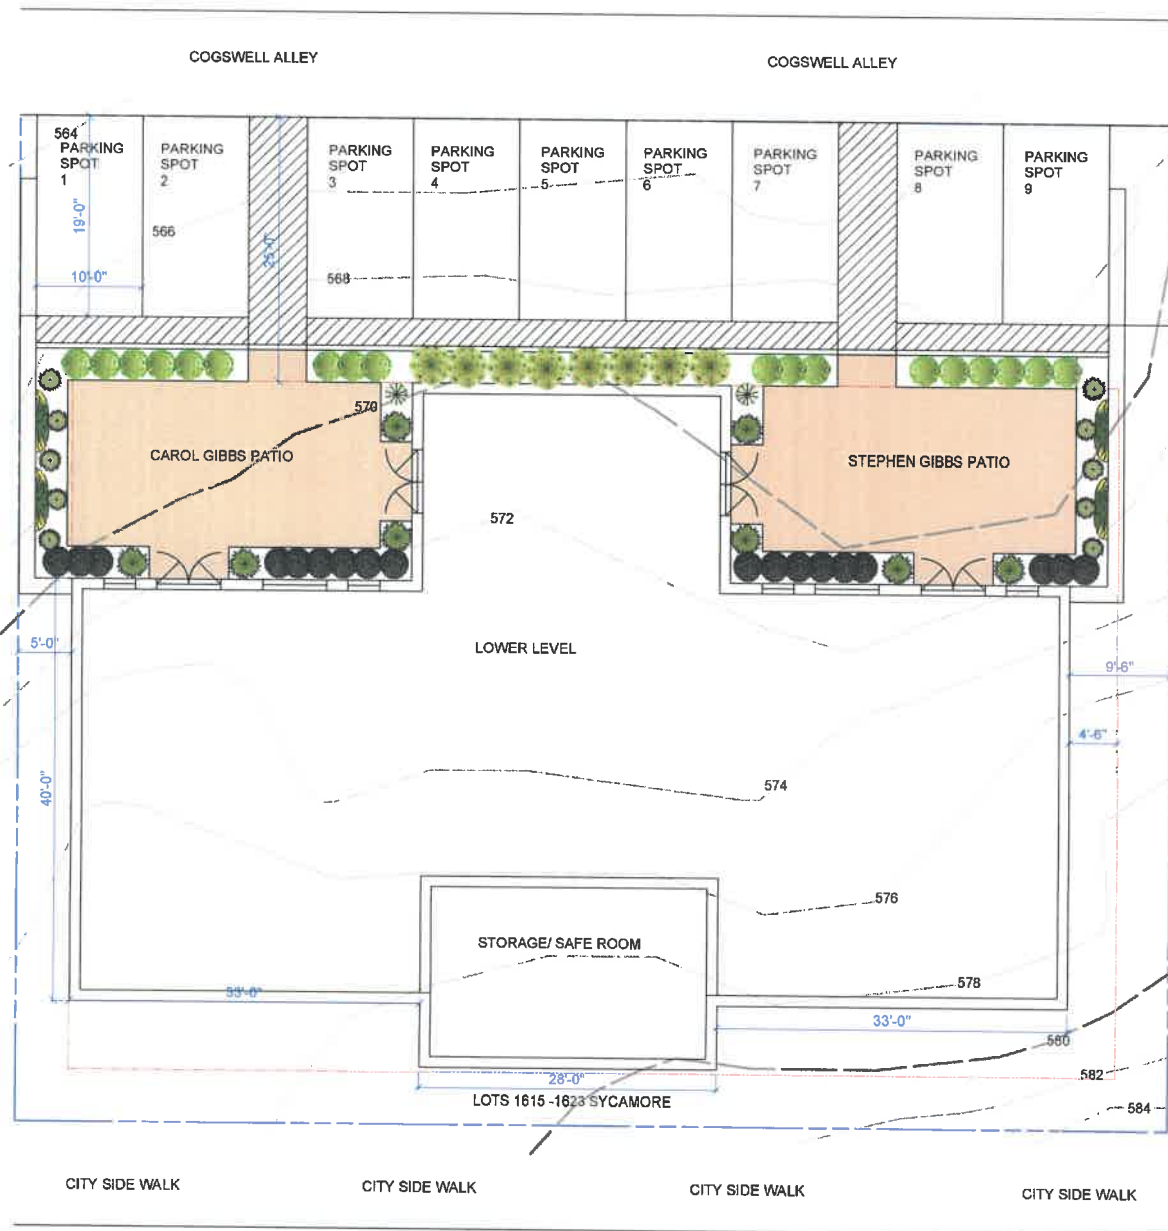 COGSWELL ALLEY
COGSWELL ALLEY
564
PARKING
SPOT
1
PARKING
SPOT
2
PARKING
SPOT
3
PARKING
SPOT
4
PARKING
SPOT
5
PARKING
SPOT
6
PARKING
SPOT
7
PARKING
SPOT
8
PARKING
SPOT
9
19'-0"
566
25'-0"
10'-0"
568
570
CAROL GIBBS PATIO
STEPHEN GIBBS PATIO
572
5'-0"
LOWER LEVEL
9'-6"
4'-6"
40'-0"
574
576
STORAGE/ SAFE ROOM
578
33'-0"
33'-0"
580
28'-0"
582
LOTS 1615 -1623 SYCAMORE
584
CITY SIDE WALK
CITY SIDE WALK
CITY SIDE WALK
CITY SIDE WALK